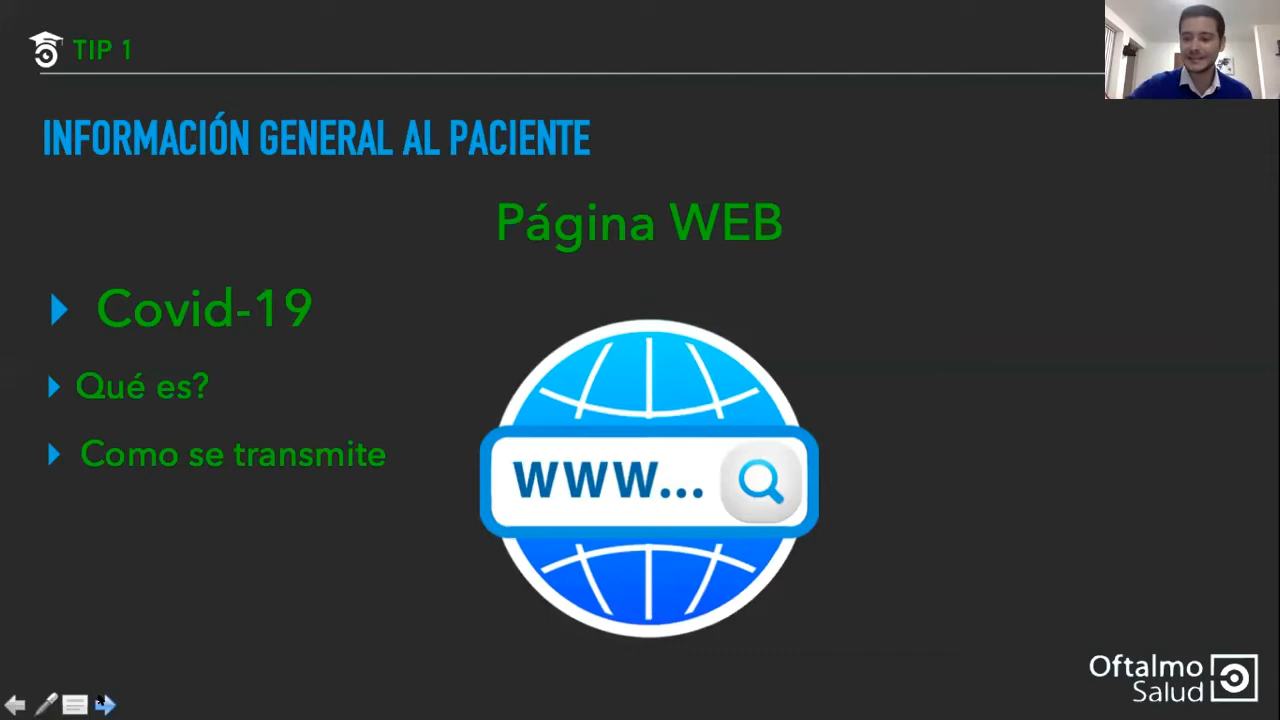 TIP 1
INFORMACIÓN GENERAL AL PACIENTE
Página WEB
Covid-19
Qué es?
Como se transmite
WWW...
Oftalmo
Salud